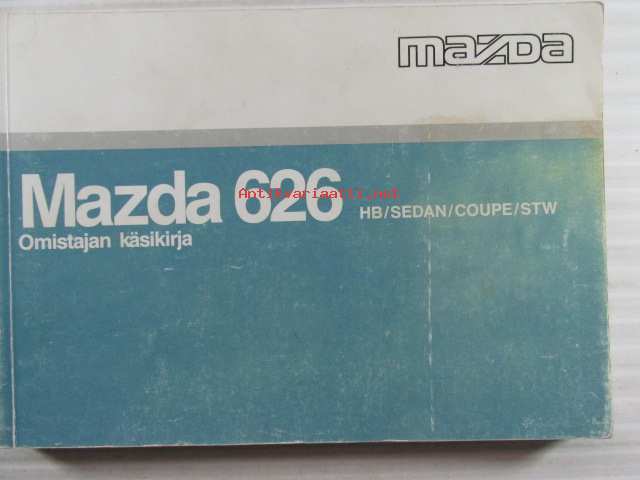 mazda
Mazda 626 HB/SEDAN/COUPE/STW
Antikvariaatti.net
Omistajan käsikirja